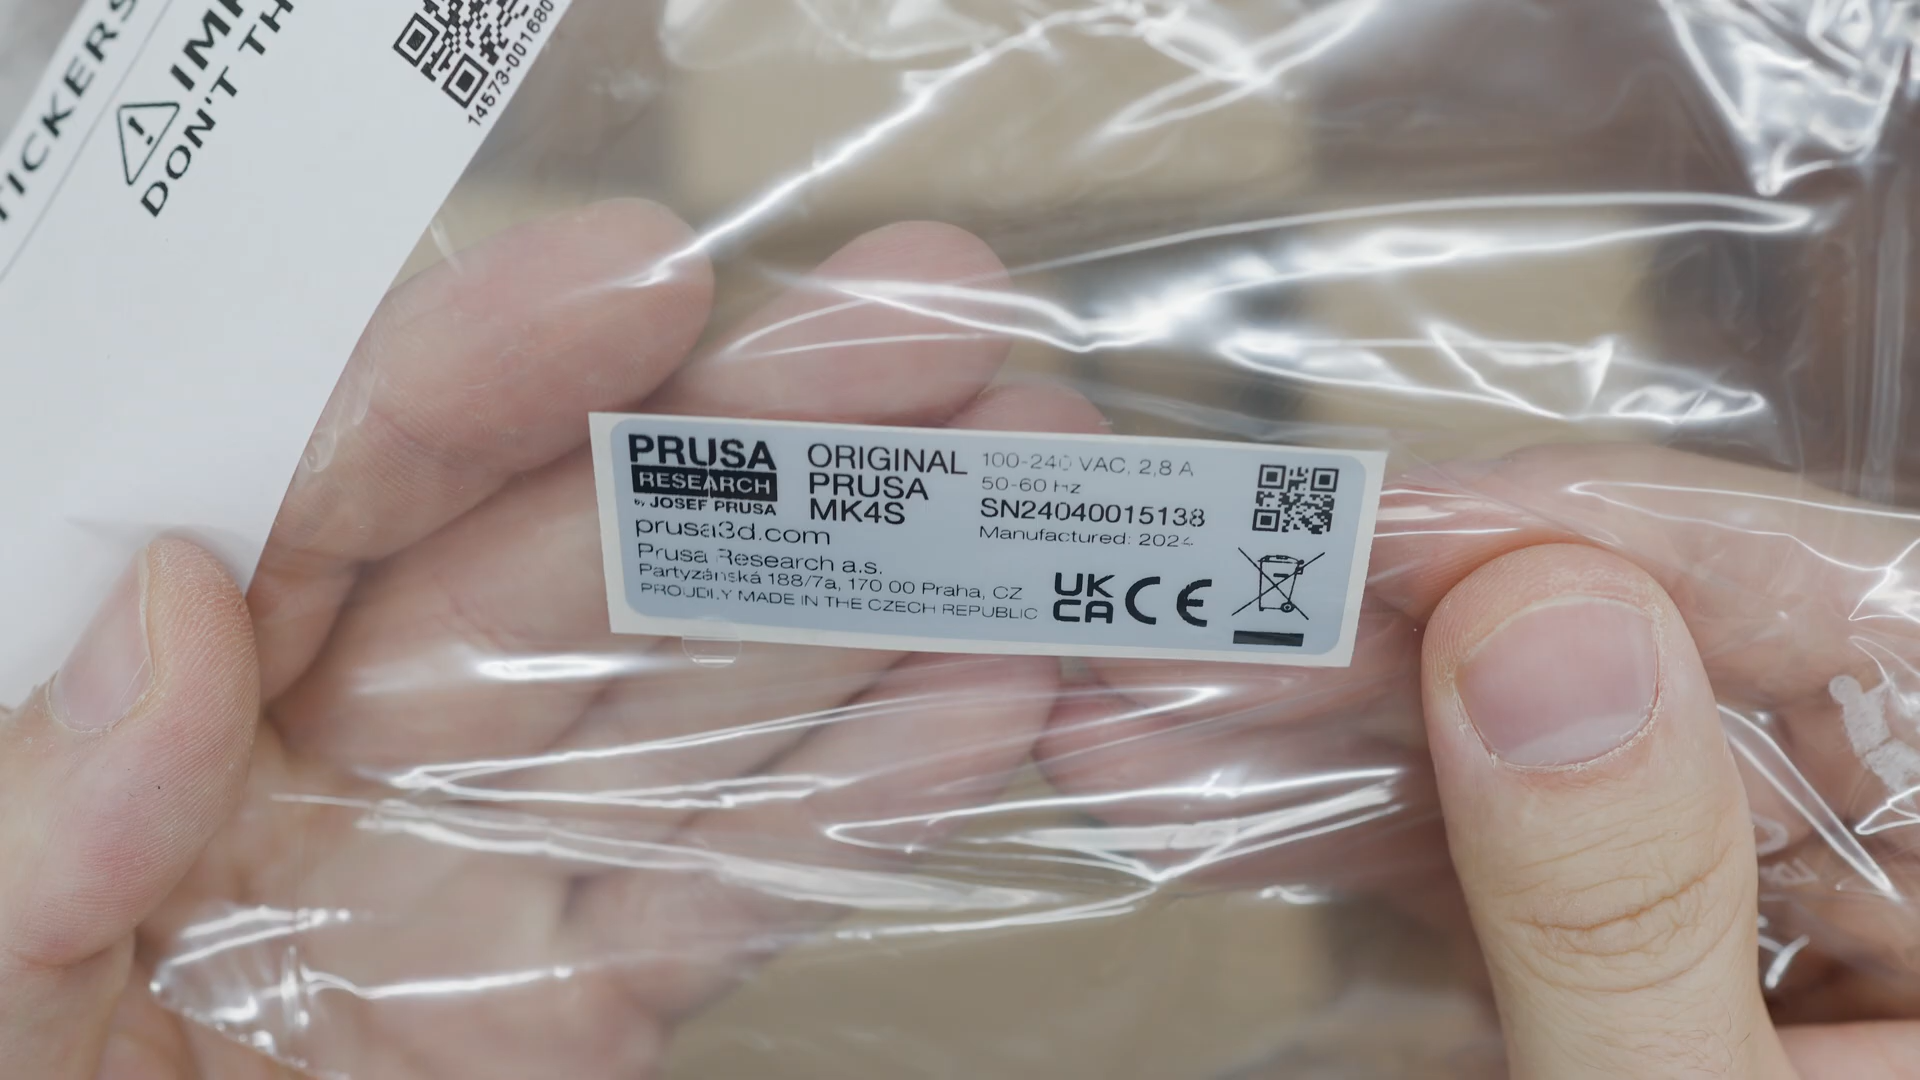 TICKERS
IMP
DON'T TH
14573-001680
PRUSA
RESEARCH
by JOSEF PRUSA
prusa3d.com
Prusa Research a.s.
Partyzánská 188/7a, 170 00 Praha, CZ
PROUDLY MADE IN THE CZECH REPUBLIC
ORIGINAL
PRUSA
MK4S
100-240 VAC, 2,8 A
50-60 Hz
SN24040015138
Manufactured: 2024
UK
CA CE